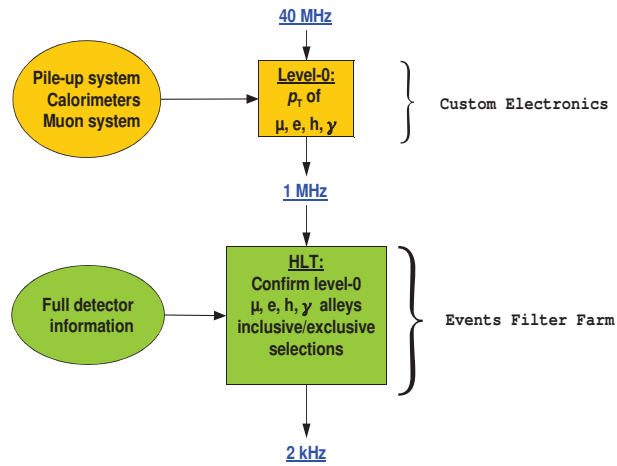 40 MHz
Pile-up system
Calorimeters
Muon system
Level-0:
pT of
μ, e, h, γ
Custom Electronics
1 MHz
Full detector
information
HLT:
Confirm level-0
μ, e, h, γ alleys
inclusive/exclusive
selections
Events Filter Farm
2 kHz